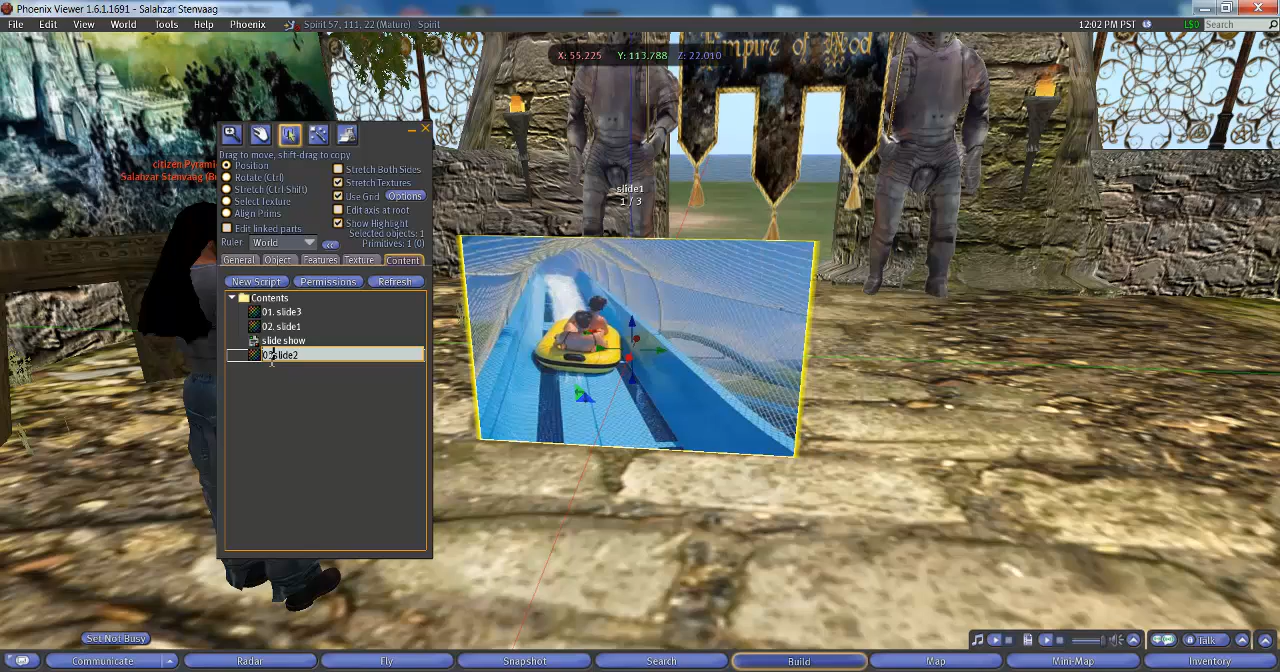 Phoenix Viewer 1.6.1.1691 - Salahzar Stenvaag
File Edit View World Tools Help Phoenix Spirit 57, 111, 22 (Mature) - Spirit 12:02 PM PST L$0 Search
X: 55.225 Y: 113.788 Z: 22.010
Empire of Mod
citizen Pyrami
Salahzar Stenvaag (Bu
slide1
1 / 3
Drag to move, shift-drag to copy
Position
Rotate (Ctrl)
Stretch (Ctrl Shift)
Select Texture
Align Prims
Edit linked parts
Stretch Both Sides
Stretch Textures
Use Grid Options
Edit axis at root
Show Highlight
Selected objects: 1
Ruler World << Primitives: 1 (0)
General Object Features Texture Content
New Script Permissions Refresh
Contents
01. slide3
02. slide1
slide show
slide2
Set Not Busy
Talk
Communicate Radar Fly Snapshot Search Build Map Mini-Map Inventory